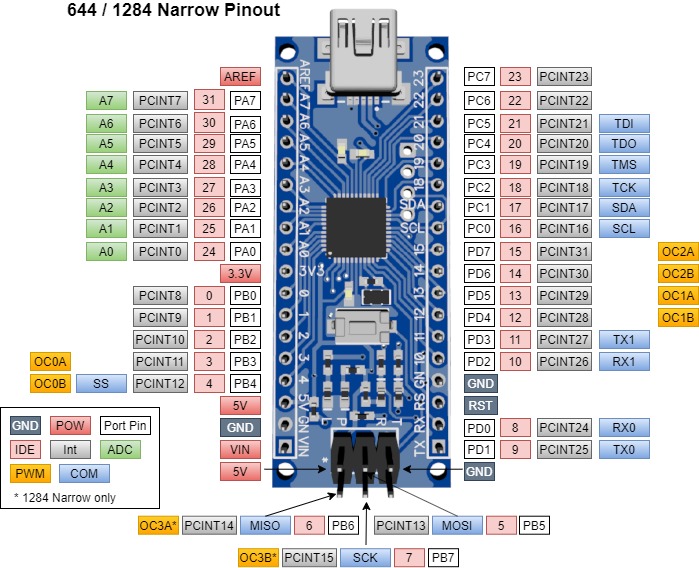 644 / 1284 Narrow Pinout
AREF AREF 23 PC7 23 PCINT23
A7 PCINT7 31 PA7 A7 22 PC6 22 PCINT22
A6 PCINT6 30 PA6 A6 21 PC5 21 PCINT21 TDI
A5 PCINT5 29 PA5 A5 20 PC4 20 PCINT20 TDO
A4 PCINT4 28 PA4 A4 19 PC3 19 PCINT19 TMS
A3 PCINT3 27 PA3 A3 18 PC2 18 PCINT18 TCK
A2 PCINT2 26 PA2 A2 SDA PC1 17 PCINT17 SDA
A1 PCINT1 25 PA1 A1 SCL PC0 16 PCINT16 SCL
A0 PCINT0 24 PA0 A0 15 PD7 15 PCINT31 OC2A
3.3V 3V3 14 PD6 14 PCINT30 OC2B
PCINT8 0 PB0 0 13 PD5 13 PCINT29 OC1A
PCINT9 1 PB1 1 12 PD4 12 PCINT28 OC1B
PCINT10 2 PB2 2 11 PD3 11 PCINT27 TX1
OC0A PCINT11 3 PB3 3 10 PD2 10 PCINT26 RX1
OC0B SS PCINT12 4 PB4 4 GN GND
5V 5V RS RST
GND GN RX PD0 8 PCINT24 RX0
VIN VIN TX PD1 9 PCINT25 TX0
P R T
5V * GND
GND POW Port Pin
IDE Int ADC
PWM COM
* 1284 Narrow only
OC3A* PCINT14 MISO 6 PB6 PCINT13 MOSI 5 PB5
OC3B* PCINT15 SCK 7 PB7